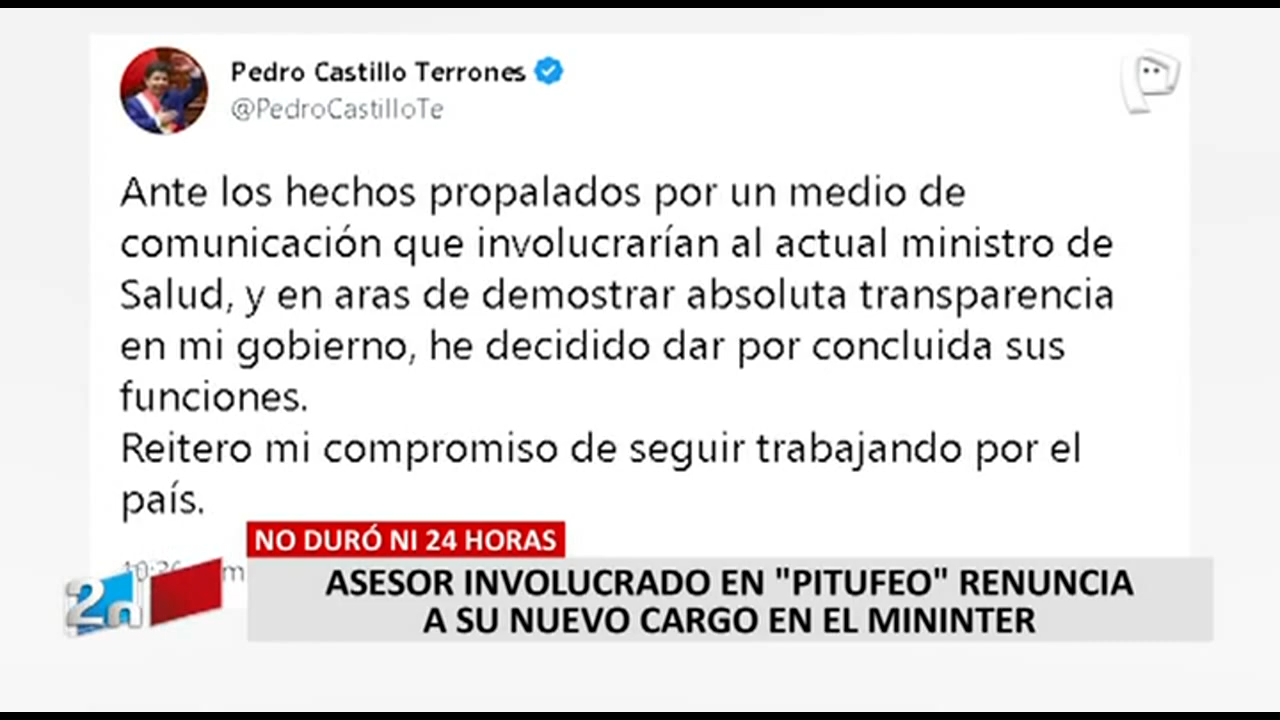 Pedro Castillo Terrones
@PedroCastilloTe
Ante los hechos propalados por un medio de
comunicación que involucrarían al actual ministro de
Salud, y en aras de demostrar absoluta transparencia
en mi gobierno, he decidido dar por concluida sus
funciones.
Reitero mi compromiso de seguir trabajando por el
país.
NO DURÓ NI 24 HORAS
2n
ASESOR INVOLUCRADO EN "PITUFEO" RENUNCIA
A SU NUEVO CARGO EN EL MININTER